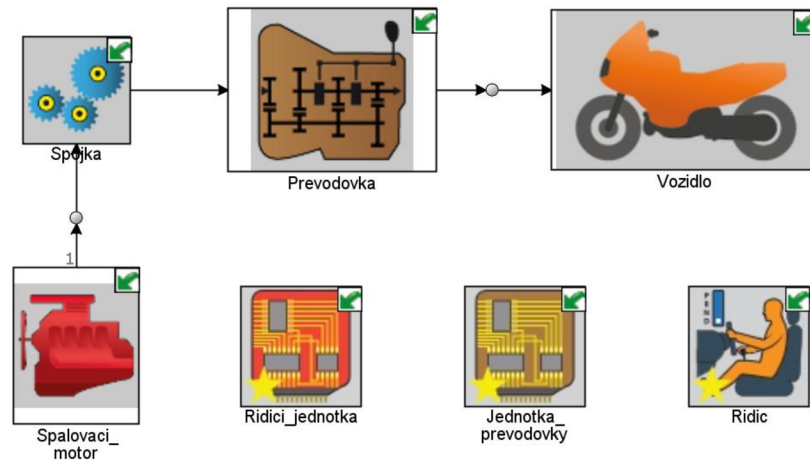 Spojka
Prevodovka
Vozidlo
1
Spalovaci_
motor
Ridici_jednotka
Jednotka_
prevodovky
P
E
N
D
Ridic